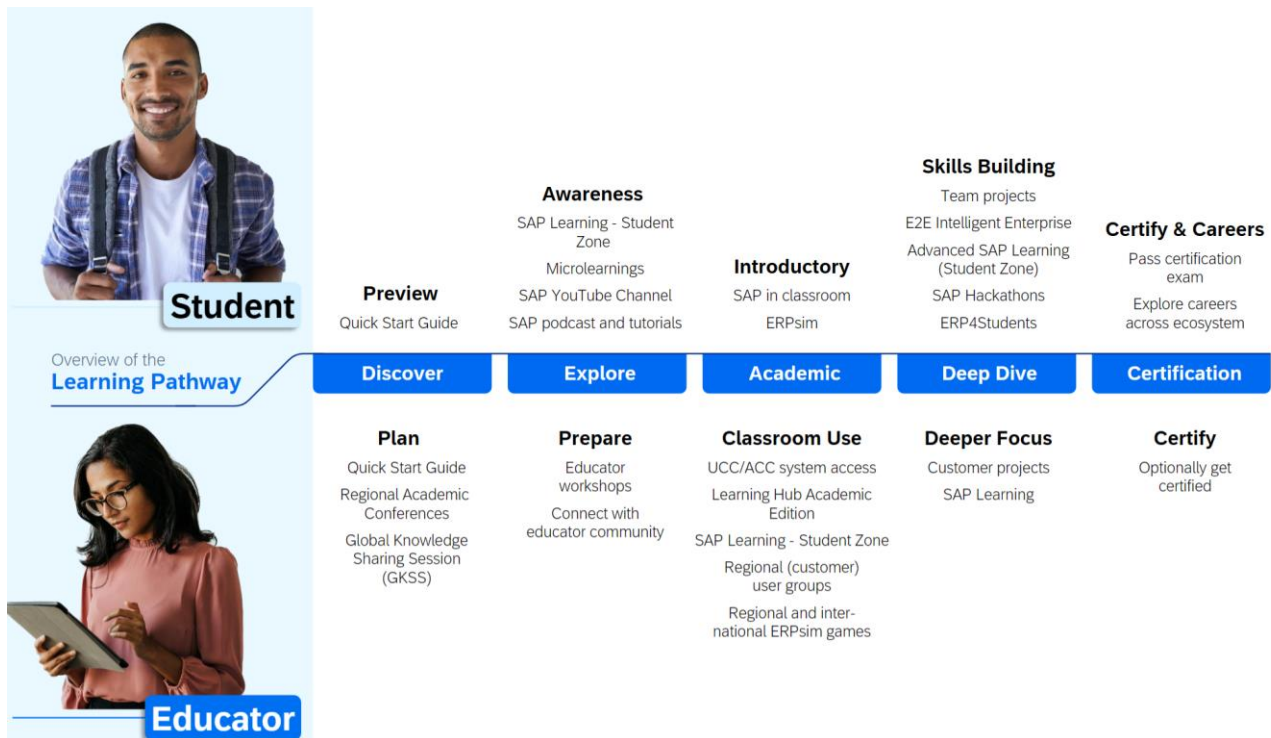 Student
Overview of the
Learning Pathway
Educator
Preview
Quick Start Guide
Awareness
SAP Learning - Student
Zone
Microlearnings
SAP YouTube Channel
SAP podcast and tutorials
Introductory
SAP in classroom
ERPsim
Skills Building
Team projects
E2E Intelligent Enterprise
Advanced SAP Learning
(Student Zone)
SAP Hackathons
ERP4Students
Certify & Careers
Pass certification
exam
Explore careers
across ecosystem
Discover
Explore
Academic
Deep Dive
Certification
Plan
Quick Start Guide
Regional Academic
Conferences
Global Knowledge
Sharing Session
(GKSS)
Prepare
Educator
workshops
Connect with
educator community
Classroom Use
UCC/ACC system access
Learning Hub Academic
Edition
SAP Learning - Student Zone
Regional (customer)
user groups
Regional and inter-
national ERPsim games
Deeper Focus
Customer projects
SAP Learning
Certify
Optionally get
certified